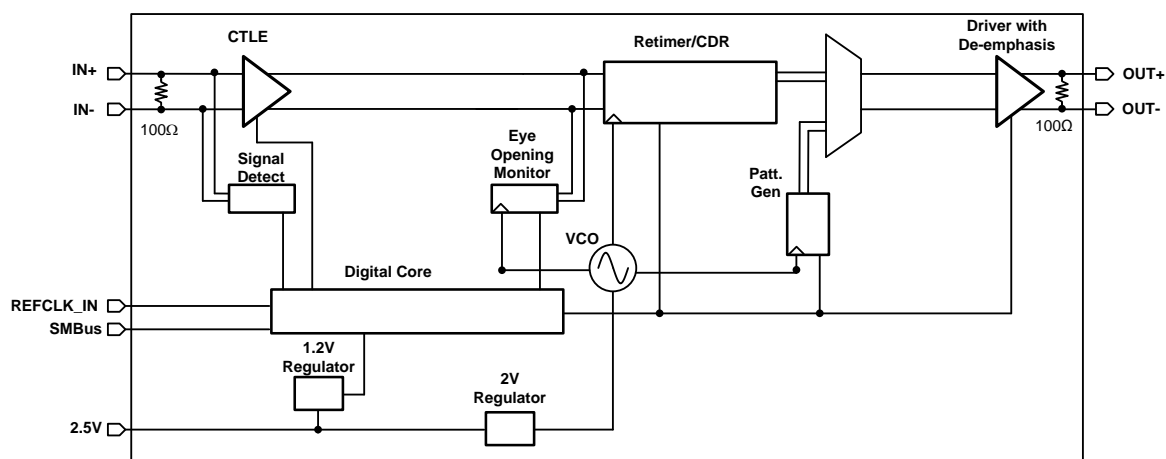 CTLE
Retimer/CDR
Driver with
De-emphasis
IN+
OUT+
IN-
OUT-
100Ω
100Ω
Signal
Detect
Eye
Opening
Monitor
Patt.
Gen
VCO
Digital Core
REFCLK_IN
SMBus
1.2V
Regulator
2V
Regulator
2.5V